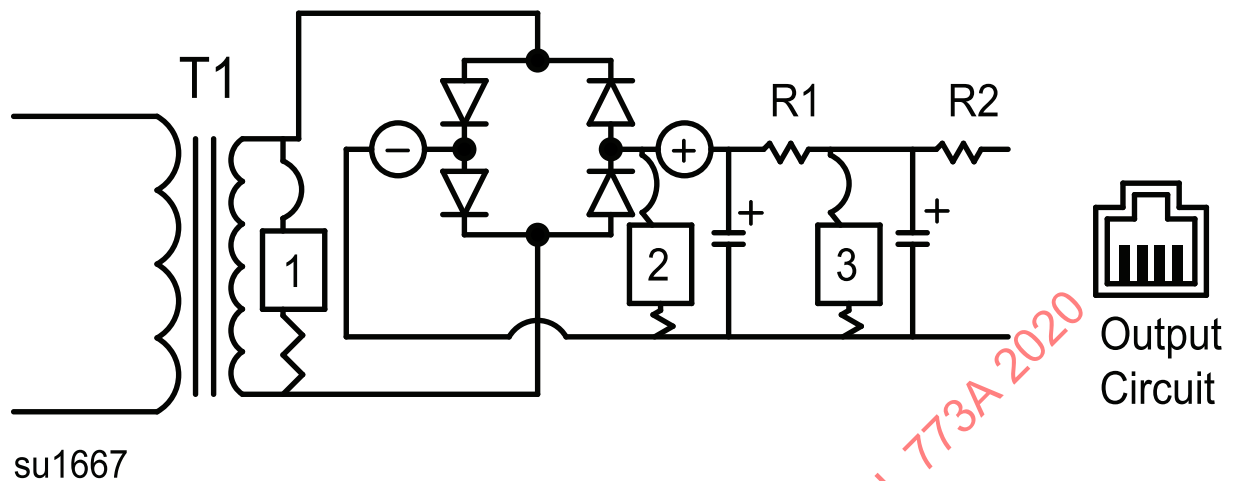 T1
R1
R2
−
+
+
+
1
2
3
Output
Circuit
773A 2020
su1667